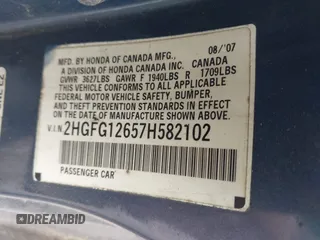 MFD. BY HONDA OF CANADA MFG., 08/'07
A DIVISION OF HONDA CANADA INC. CANADA
GVWR 3627LBS GAWR F 1940LBS R 1709LBS
THIS VEHICLE CONFORMS TO ALL APPLICABLE
FEDERAL MOTOR VEHICLE SAFETY, BUMPER,
AND THEFT PREVENTION STANDARDS IN EFFECT
ON THE DATE OF MANUFACTURE SHOWN ABOVE.
V.I.N. 2HGFG12657H582102
PASSENGER CAR
DREAMBID